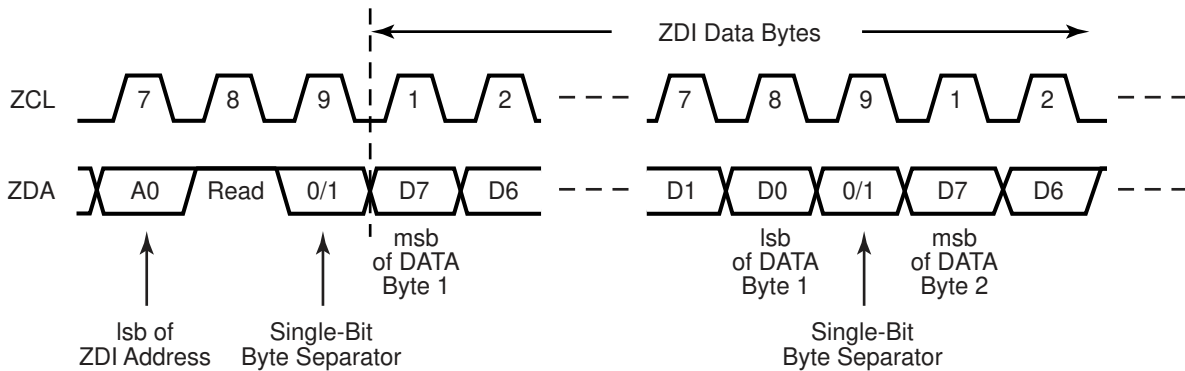 ZDI Data Bytes
ZCL 7 8 9 1 2 7 8 9 1 2
ZDA A0 Read 0/1 D7 D6 D1 D0 0/1 D7 D6
msb
of DATA
Byte 1
lsb
of DATA
Byte 1
msb
of DATA
Byte 2
lsb of
ZDI Address
Single-Bit
Byte Separator
Single-Bit
Byte Separator